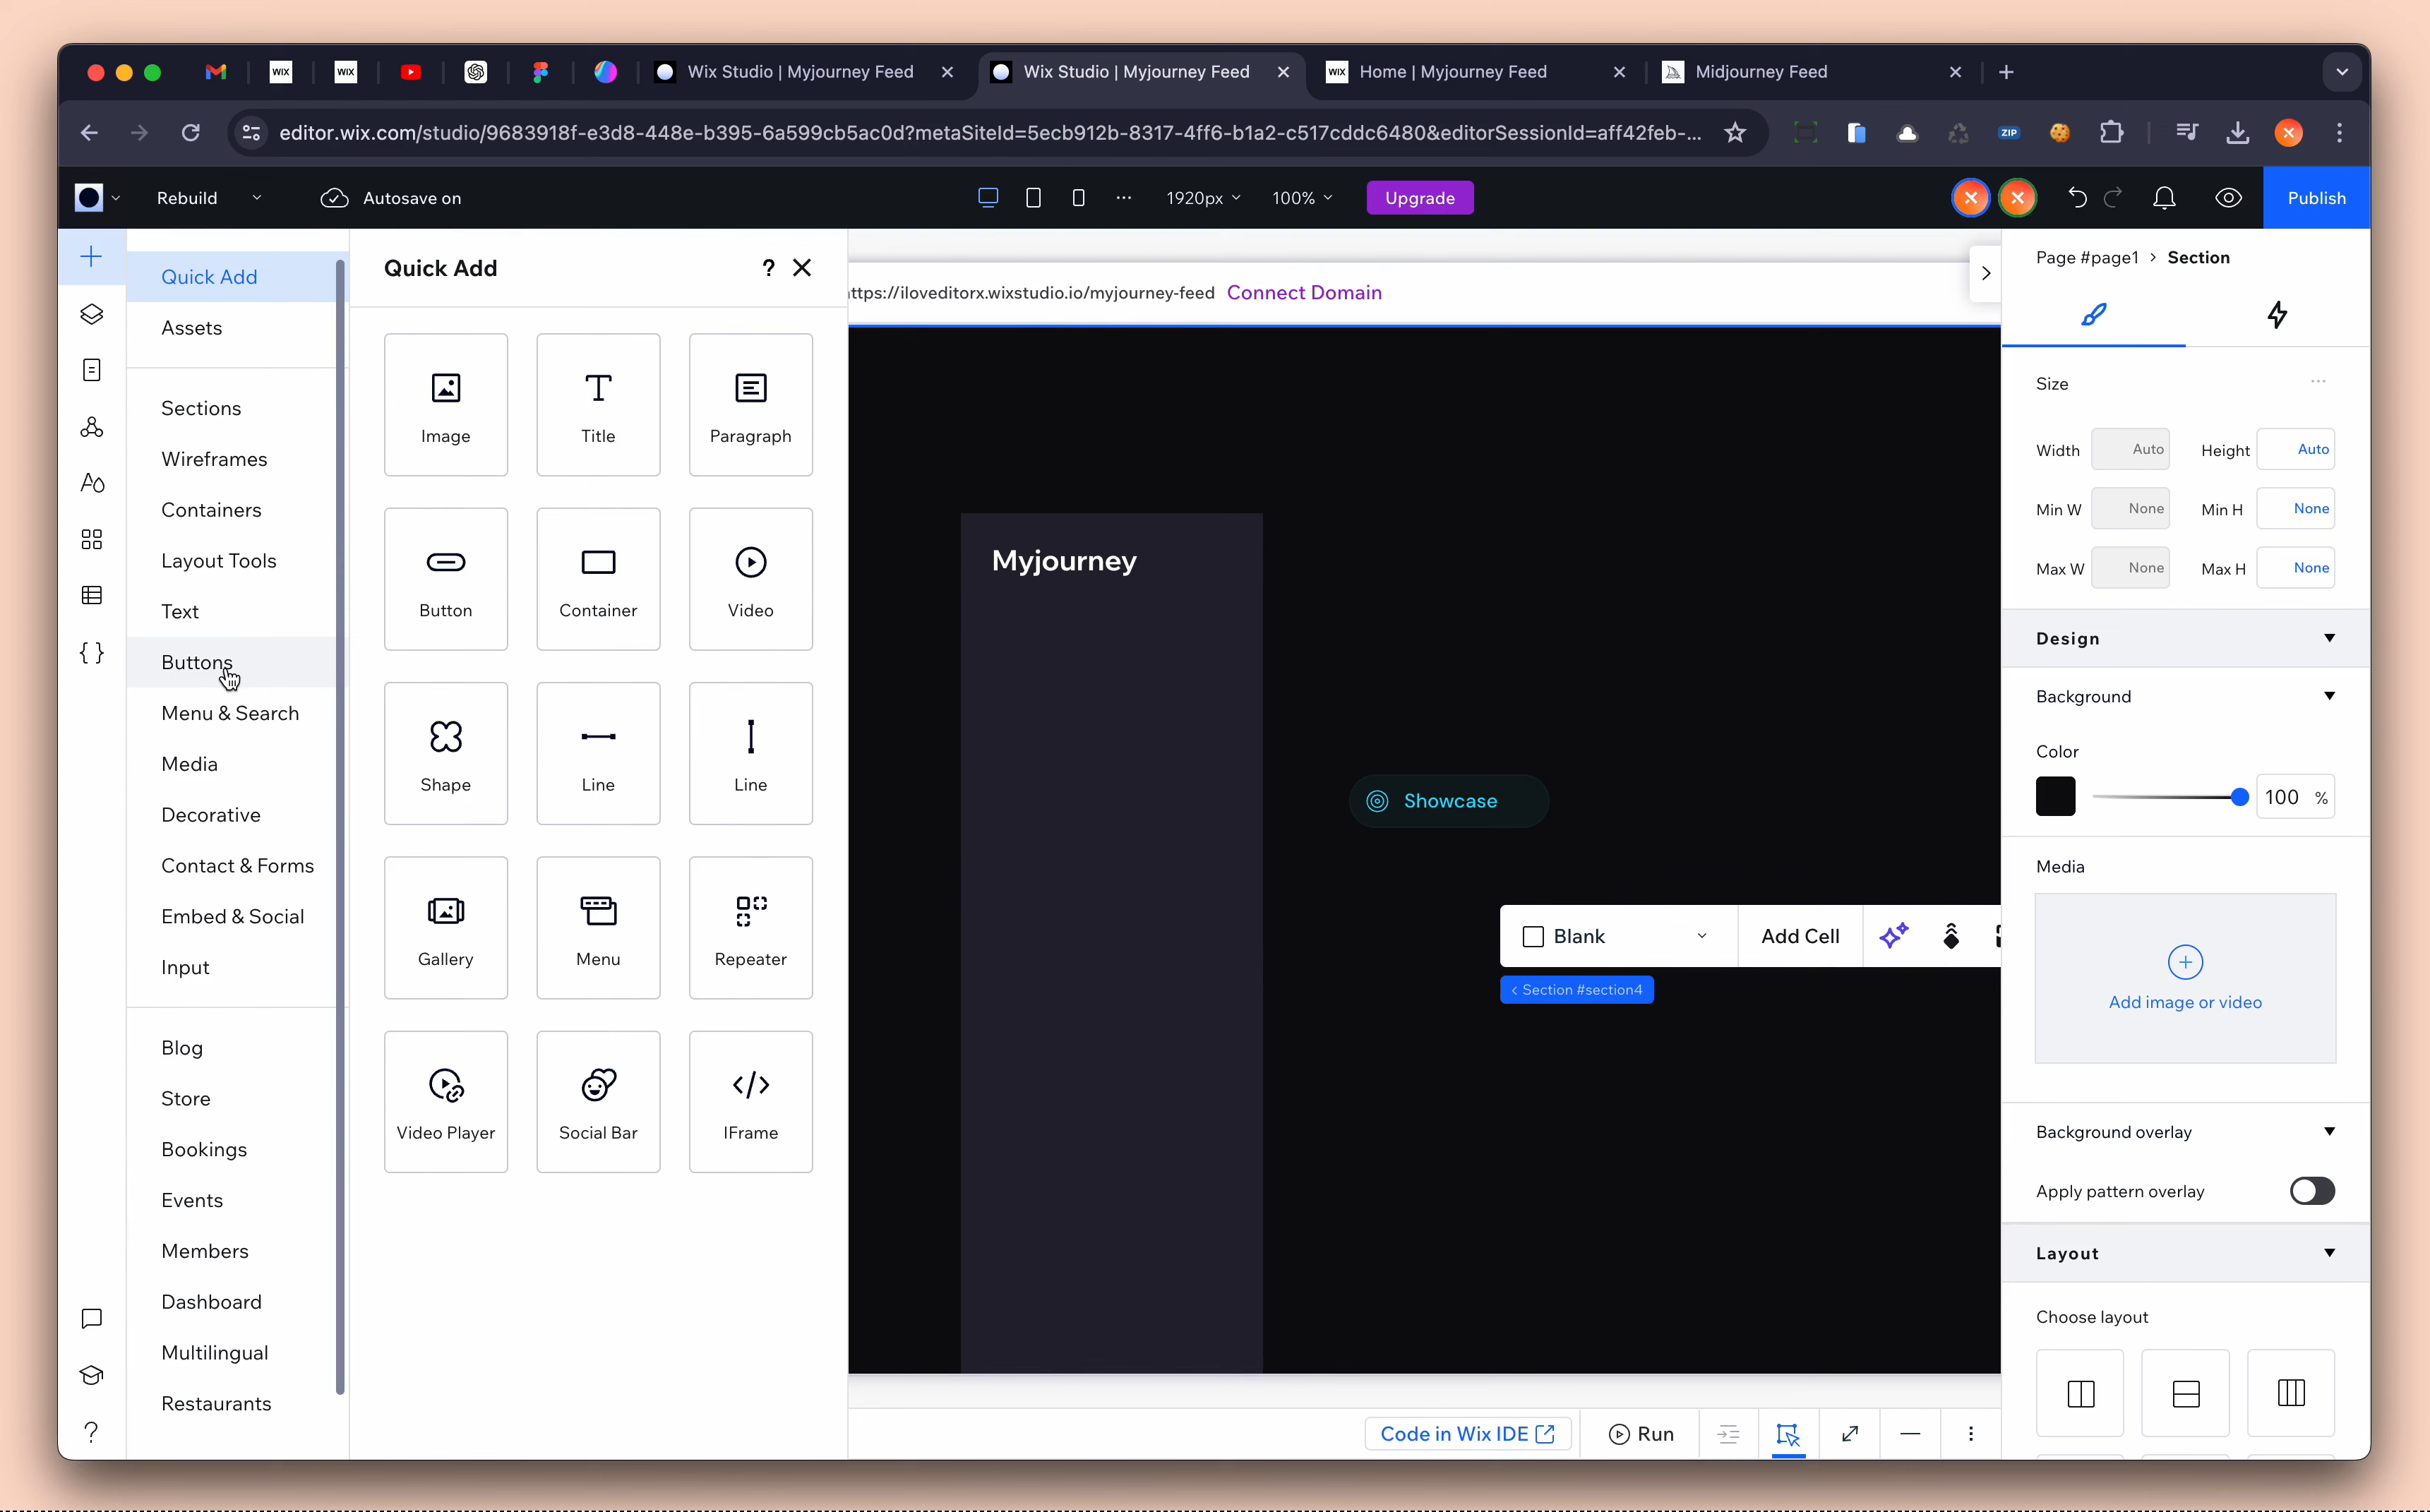 WIX
WIX
Wix Studio | Myjourney Feed
Wix Studio | Myjourney Feed
WIX
Home | Myjourney Feed
Midjourney Feed
editor.wix.com/studio/9683918f-e3d8-448e-b395-6a599cb5ac0d?metaSiteId=5ecb912b-8317-4ff6-b1a2-c517cddc6480&editorSessionId=aff42feb-...
ZIP
Rebuild
Autosave on
1920px
100%
Upgrade
Publish
Quick Add
Assets
Sections
Wireframes
Containers
Layout Tools
Text
Buttons
Menu & Search
Media
Decorative
Contact & Forms
Embed & Social
Input
Blog
Store
Bookings
Events
Members
Dashboard
Multilingual
Restaurants
Quick Add
?
Image
Title
Paragraph
Button
Container
Video
Shape
Line
Line
Gallery
Menu
Repeater
Video Player
Social Bar
IFrame
ttps://iloveditorx.wixstudio.io/myjourney-feed
Connect Domain
Myjourney
Showcase
Blank
Add Cell
< Section #section4
Code in Wix IDE
Run
Page #page1 > Section
Size
Width
Auto
Height
Auto
Min W
None
Min H
None
Max W
None
Max H
None
Design
Background
Color
100 %
Media
Add image or video
Background overlay
Apply pattern overlay
Layout
Choose layout